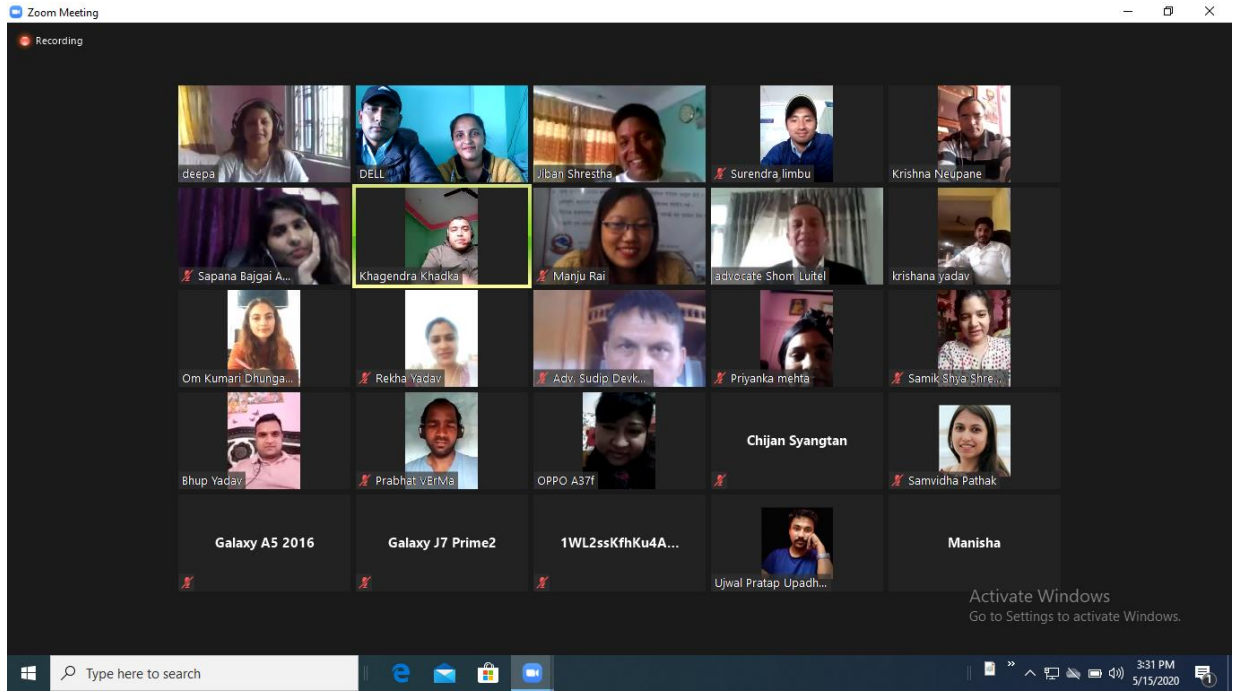 Zoom Meeting
Recording
deepa
DELL
Jiban Shrestha
Surendra limbu
Krishna Neupane
Sapana Bajgai A...
Khagendra Khadka
Manju Rai
advocate Shom Luitel
krishana yadav
Om Kumari Dhunga...
Rekha Yadav
Adv. Sudip Devk...
Priyanka mehta
Samik Shya Shre...
Bhup Yadav
Prabhat VErMa
OPPO A37f
Chijan Syangtan
Samvidha Pathak
Galaxy A5 2016
Galaxy J7 Prime2
1WL2ssKfhKu4A...
Ujwal Pratap Upadh...
Manisha
Activate Windows
Go to Settings to activate Windows.
Type here to search
3:31 PM
5/15/2020
1